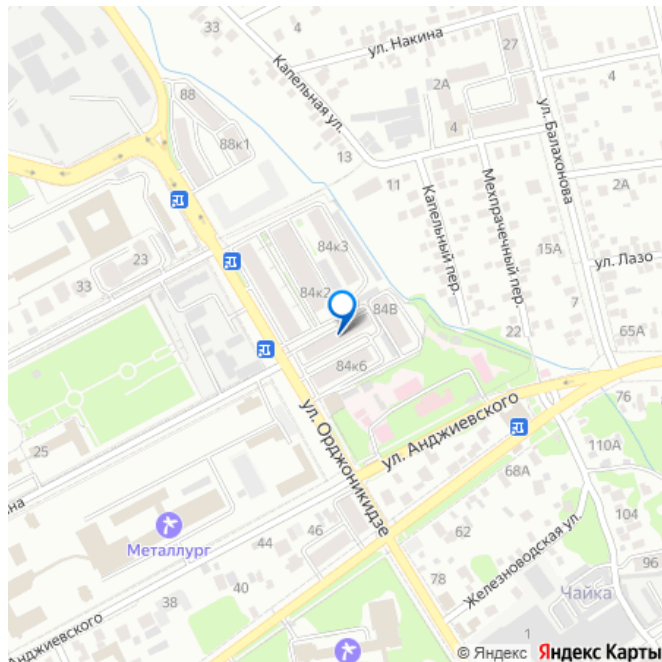 33
4
ул. Накина
27
Капельная ул.
2А
4
ул. Балахонова
88
88к1
4
13
11
Капельный пер.
Мехпрачечный пер.
2А
84к3
15А
23
33
84к2
ул. Лазо
84В
7
22
65А
84к6
ул. Орджоникидзе
ул. Анджиевского
76
25
110А
на
68А
Металлург
46
44
62
104
Железноводская ул.
40
96
38
78
Чайка
Анджиевского
1
© Яндекс Яндекс Карты